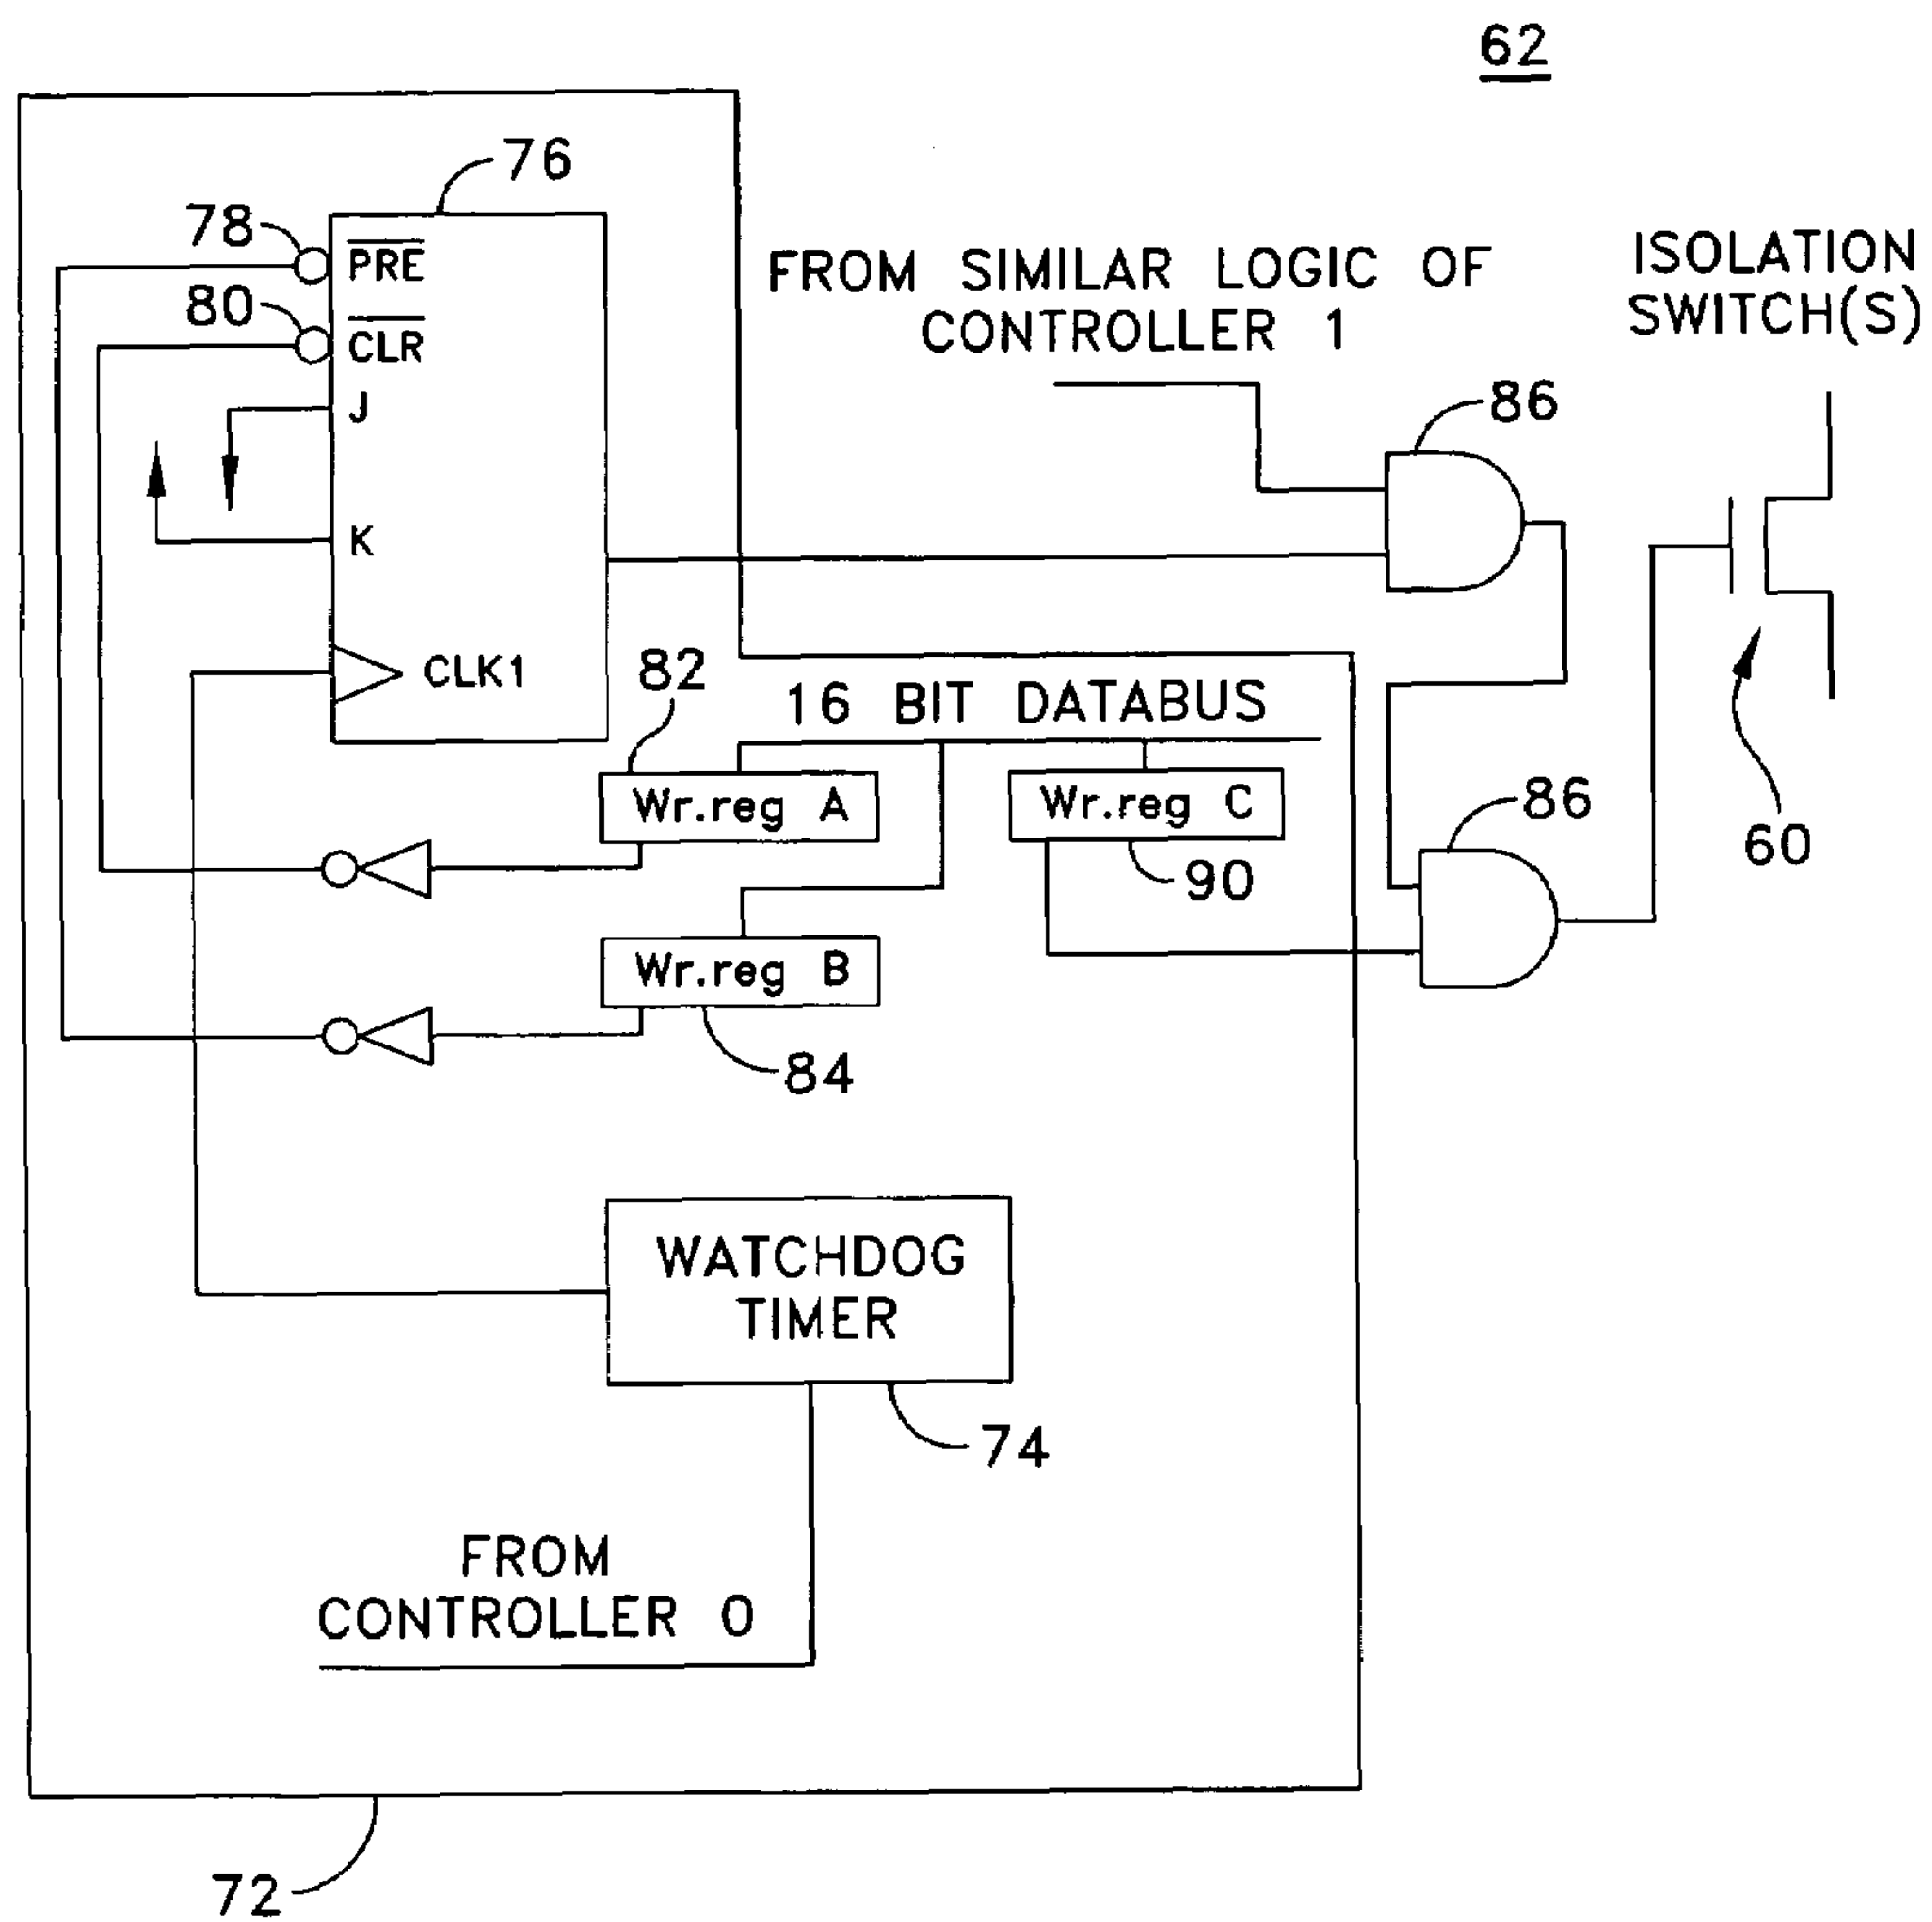 62
76
78
PRE
80
CLR
J
K
CLK1
FROM SIMILAR LOGIC OF
CONTROLLER 1
ISOLATION
SWITCH(S)
86
82
16 BIT DATABUS
Wr.reg A
Wr.reg C
90
86
60
Wr.reg B
84
WATCHDOG
TIMER
74
FROM
CONTROLLER 0
72